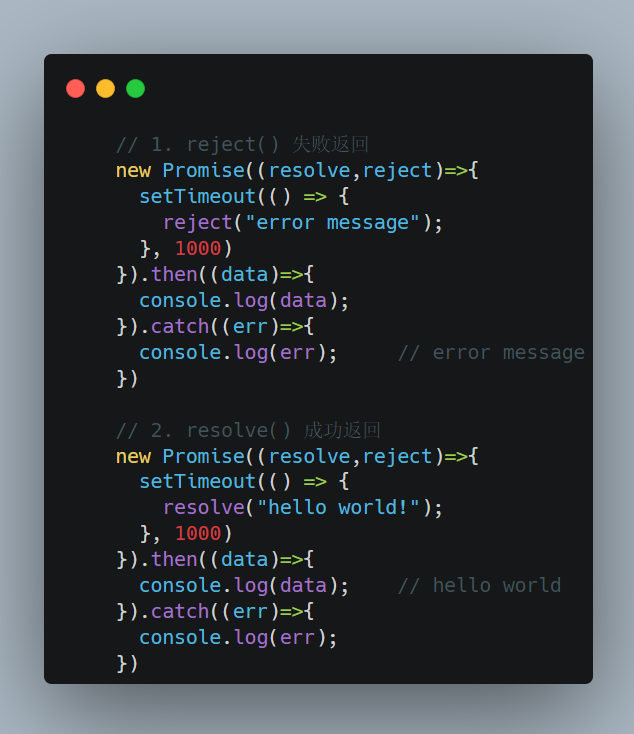 // 1. reject() 失败返回
new Promise((resolve,reject)=>{
  setTimeout(() => {
    reject("error message");
  }, 1000)
}).then((data)=>{
  console.log(data);
}).catch((err)=>{
  console.log(err);     // error message
})

// 2. resolve() 成功返回
new Promise((resolve,reject)=>{
  setTimeout(() => {
    resolve("hello world!");
  }, 1000)
}).then((data)=>{
  console.log(data);    // hello world
}).catch((err)=>{
  console.log(err);
})